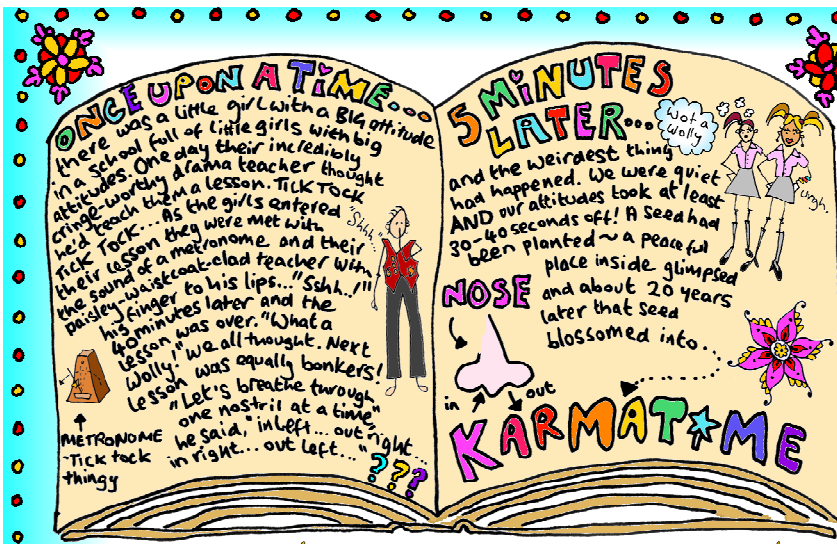 ONCE UPON A TiME...
there was a little girl with a BIG attitude
in a school full of little girls with big
attitudes. One day their incredibly
cringe-worthy drama teacher thought
he'd teach them a lesson. TICK TOCK
TICK TOCK... As the girls entered
their lesson they were met with
the sound of a metronome and their
paisley-waistcoat-clad teacher with
his finger to his lips..."Sshh..!"
40 minutes later and the
lesson was over. "What a
Wolly!" we all thought. Next
lesson was equally bonkers!
"Let's breathe through
one nostril at a time,"
he said, "in left... out right...
in right... out left..."
???
"Shhh.."
METRONOME
Tick tock
thingy
5 MiNUTES
LATER...
and the weirdest thing
had happened. We were quiet
AND our attitudes took at least
30-40 seconds off! A seed had
been planted~ a peaceful
place inside glimpsed
and about 20 years
later that seed
blossomed into..
Wot a
Wolly
Urgh..
NOSE
in
out
KARMATiME